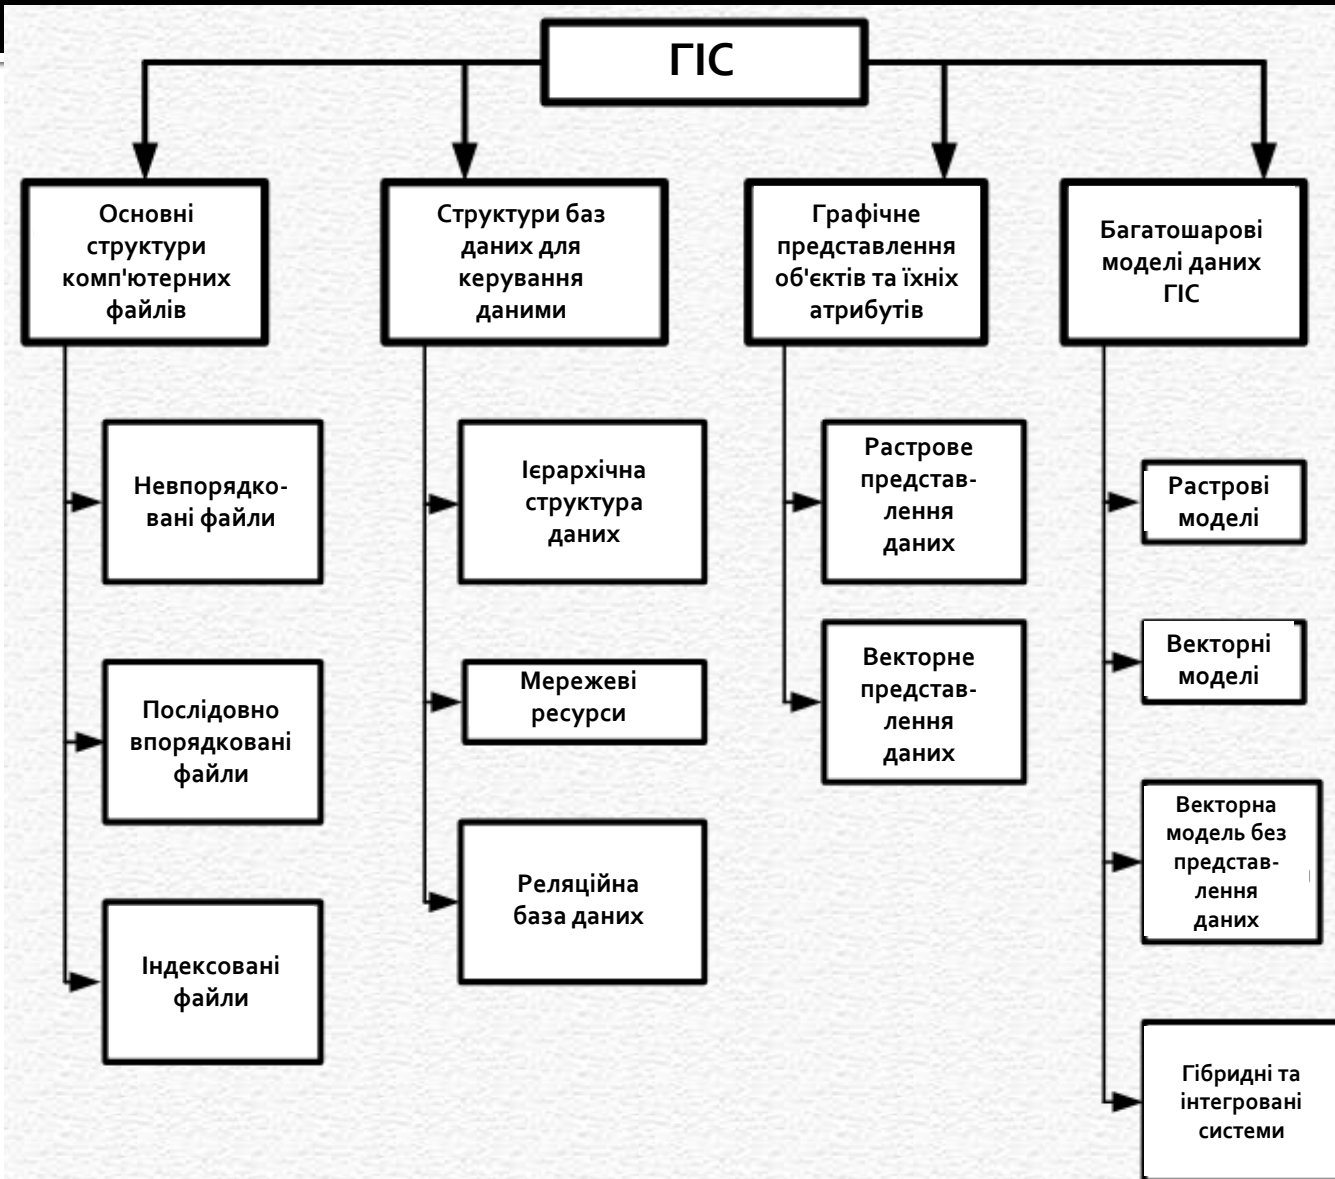 ГІС
Основні
структури
комп'ютерних
файлів
Невпорядко-
вані файли
Послідовно
впорядковані
файли
Індексовані
файли
Структури баз
даних для
керування
даними
Ієрархічна
структура
даних
Мережеві
ресурси
Реляційна
база даних
Графічне
представлення
об'єктів та їхніх
атрибутів
Растрове
представ-
лення
даних
Векторне
представ-
лення
даних
Багатошарові
моделі даних
ГІС
Растрові
моделі
Векторні
моделі
Векторна
модель без
представ-
лення
даних
Гібридні та
інтегровані
системи